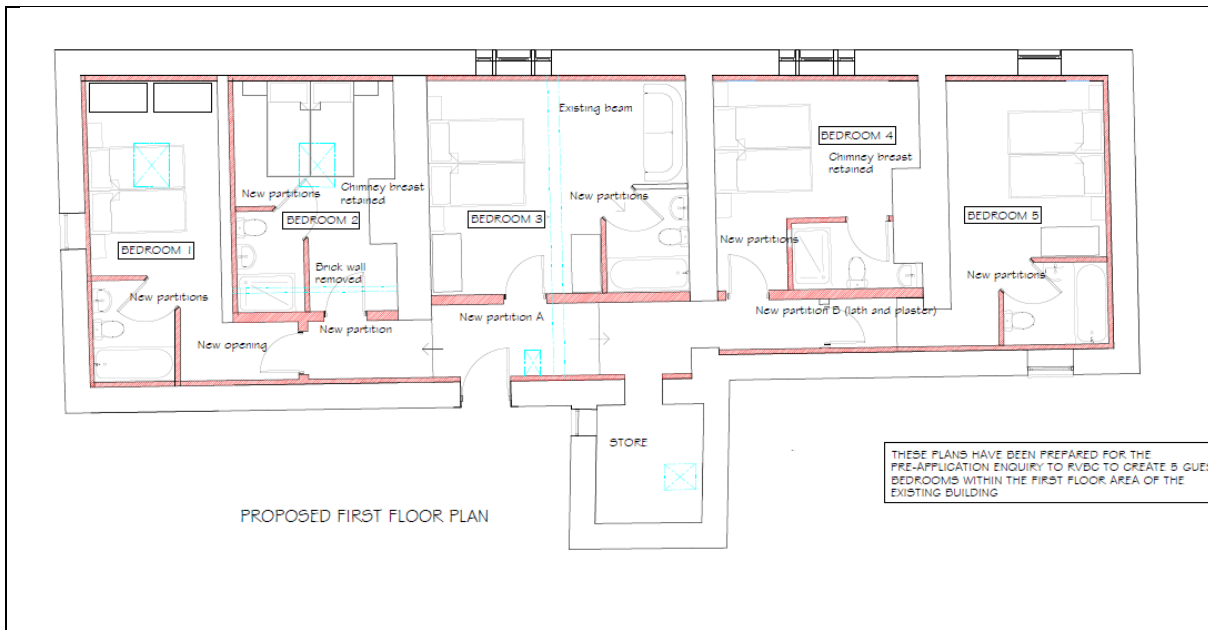 Existing beam
BEDROOM 4
Chimney breast
retained
New partitions
Chimney breast
retained
BEDROOM 2
BEDROOM 3
New partitions
BEDROOM 5
BEDROOM 1
New partitions
Brick wall
removed
New partitions
New partitions
New partition
New partition A
New partition B (lath and plaster)
New opening
STORE
THESE PLANS HAVE BEEN PREPARED FOR THE
PRE-APPLICATION ENQUIRY TO RVBC TO CREATE 5 GUES
BEDROOMS WITHIN THE FIRST FLOOR AREA OF THE
EXISTING BUILDING
PROPOSED FIRST FLOOR PLAN